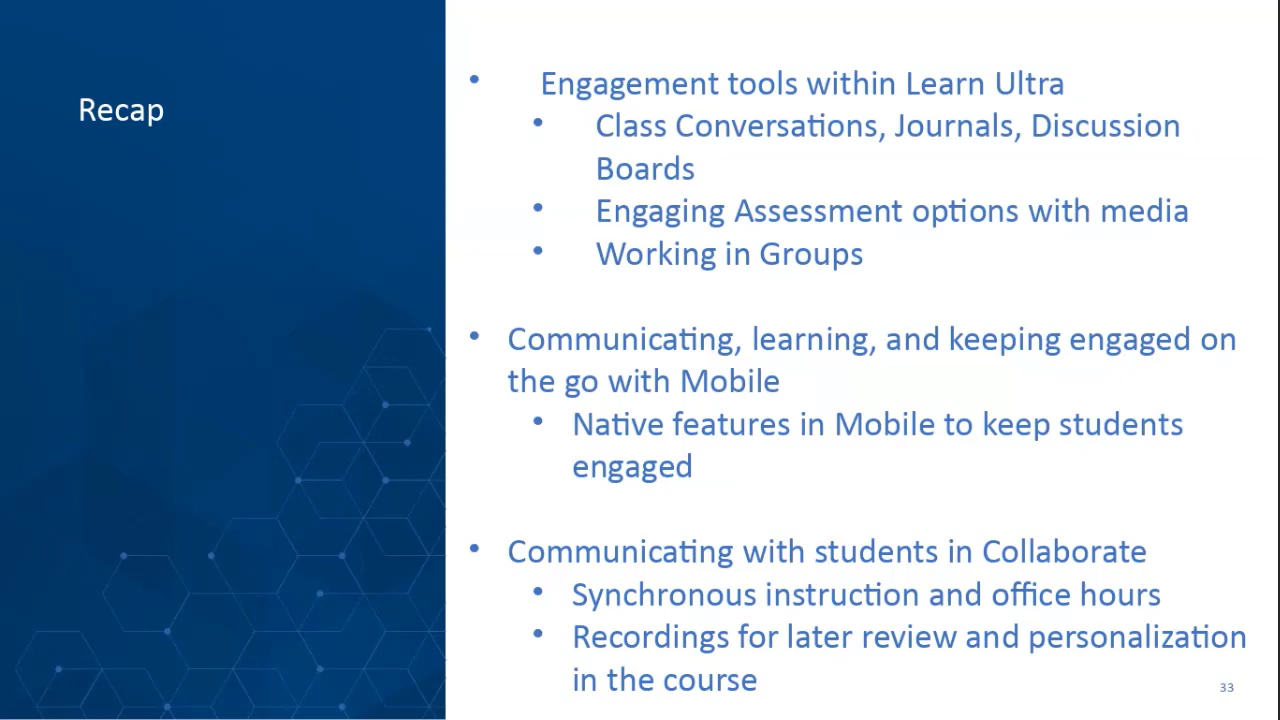 Recap
• Engagement tools within Learn Ultra
• Class Conversations, Journals, Discussion
Boards
• Engaging Assessment options with media
• Working in Groups
• Communicating, learning, and keeping engaged on
the go with Mobile
• Native features in Mobile to keep students
engaged
• Communicating with students in Collaborate
• Synchronous instruction and office hours
• Recordings for later review and personalization
in the course
33